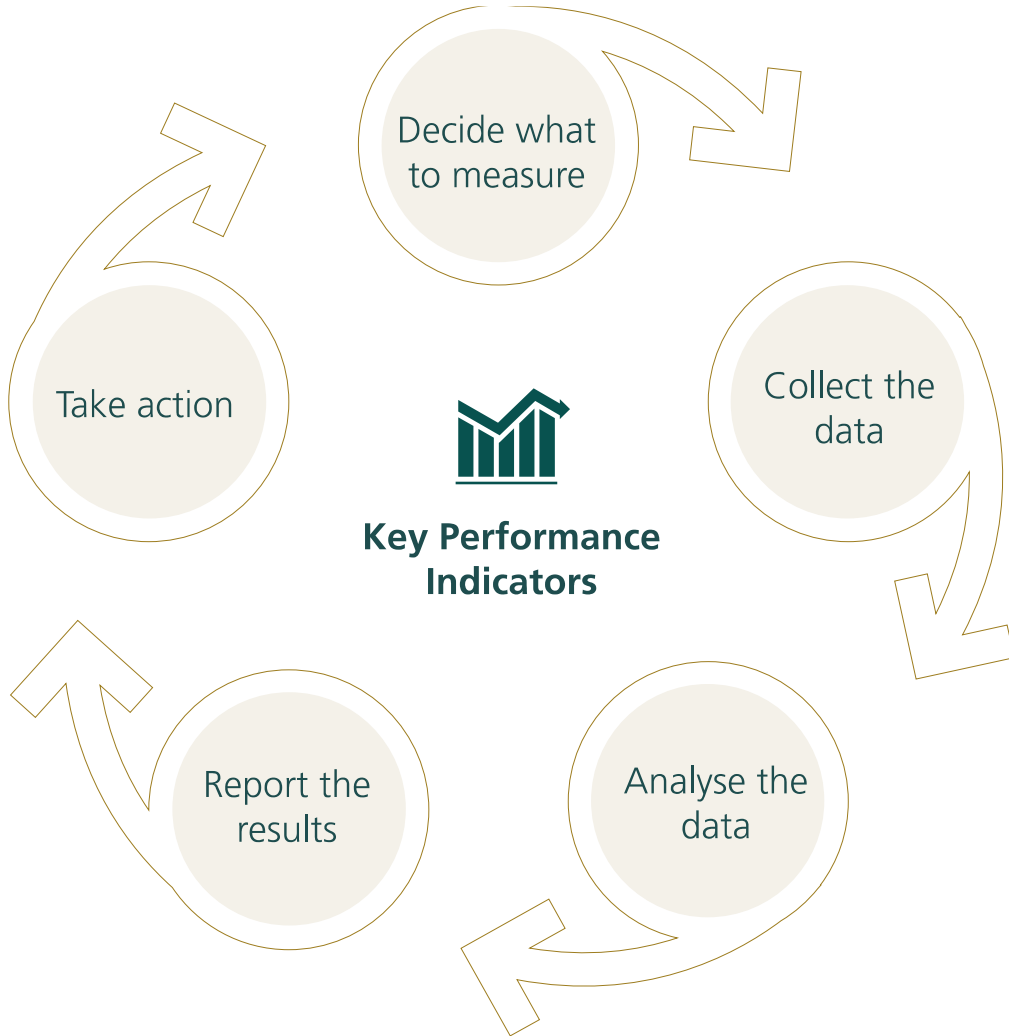 Decide what
to measure
Collect the
data
Analyse the
data
Report the
results
Take action
Key Performance
Indicators